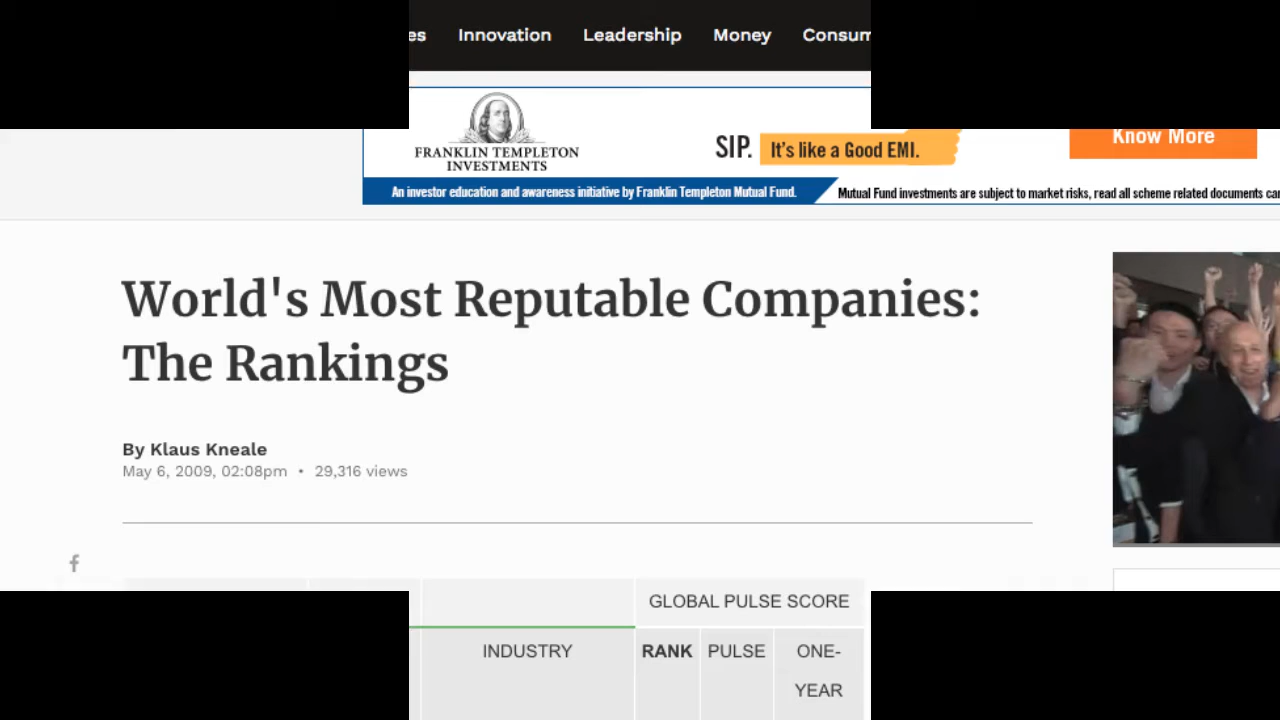 es Innovation Leadership Money Consum
FRANKLIN TEMPLETON
INVESTMENTS
SIP. It's like a Good EMI.
Know More
An investor education and awareness initiative by Franklin Templeton Mutual Fund.
Mutual Fund investments are subject to market risks, read all scheme related documents ca
World's Most Reputable Companies:
The Rankings
By Klaus Kneale
May 6, 2009, 02:08pm • 29,316 views
f
GLOBAL PULSE SCORE
INDUSTRY RANK PULSE ONE-
YEAR